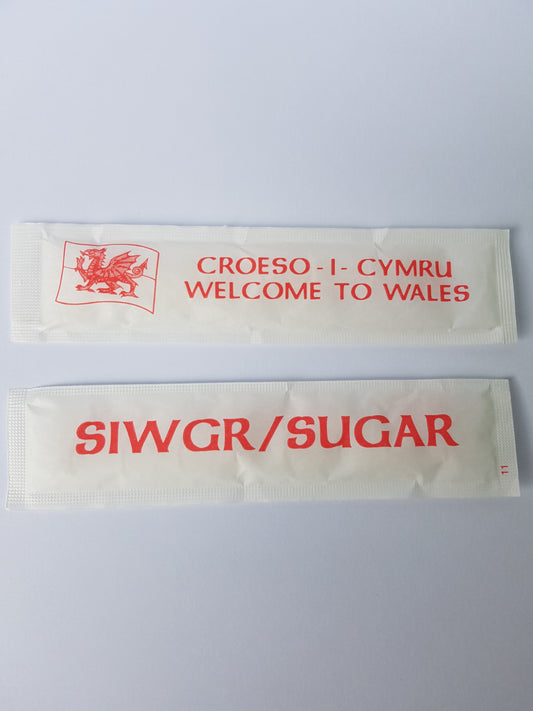 CROESO - I - CYMRU
WELCOME TO WALES
SIWGR/SUGAR
11